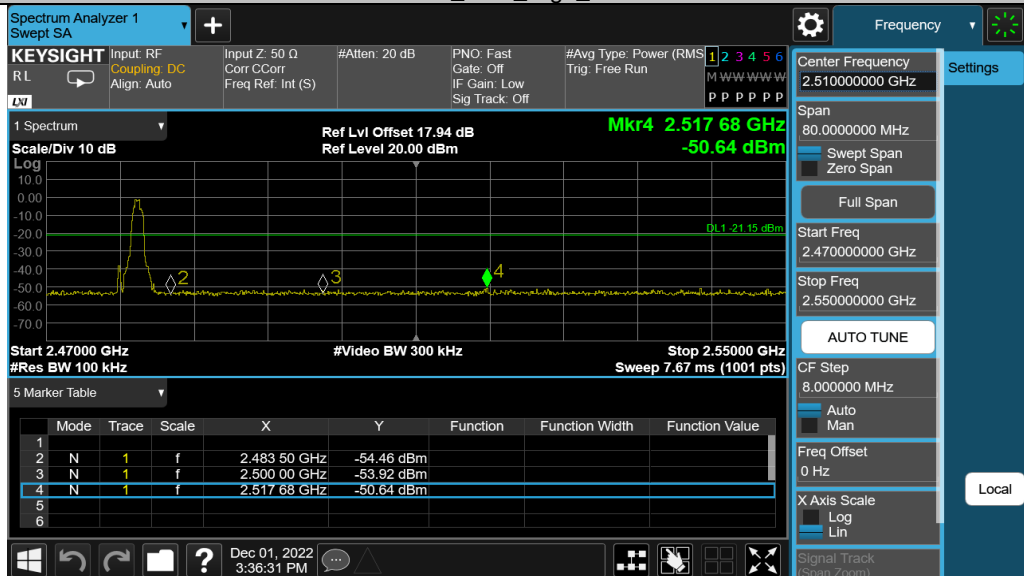 Spectrum Analyzer 1
Swept SA
+
Frequency
KEYSIGHT
RL
LXI
Input: RF
Coupling: DC
Align: Auto
Input Z: 50 Ω
Corr CCorr
Freq Ref: Int (S)
#Atten: 20 dB
PNO: Fast
Gate: Off
IF Gain: Low
Sig Track: Off
#Avg Type: Power (RMS
Trig: Free Run
1 2 3 4 5 6
M W W W W W
P P P P P P
1 Spectrum
Scale/Div 10 dB
Ref Lvl Offset 17.94 dB
Ref Level 20.00 dBm
Mkr4 2.517 68 GHz
-50.64 dBm
Log
10.0
0.00
-10.0
-20.0
-30.0
-40.0
-50.0
-60.0
-70.0
DL1 -21.15 dBm
2
3
4
Start 2.47000 GHz
#Video BW 300 kHz
Stop 2.55000 GHz
#Res BW 100 kHz
Sweep 7.67 ms (1001 pts)
5 Marker Table
Mode Trace Scale X Y Function Function Width Function Value
1
2 N 1 f 2.483 50 GHz -54.46 dBm
3 N 1 f 2.500 00 GHz -53.92 dBm
4 N 1 f 2.517 68 GHz -50.64 dBm
5
6
?
Dec 01, 2022
3:36:31 PM
Center Frequency
2.510000000 GHz
Settings
Span
80.0000000 MHz
Swept Span
Zero Span
Full Span
Start Freq
2.470000000 GHz
Stop Freq
2.550000000 GHz
AUTO TUNE
CF Step
8.000000 MHz
Auto
Man
Freq Offset
0 Hz
Local
X Axis Scale
Log
Lin
Signal Track
(Span Zoom)